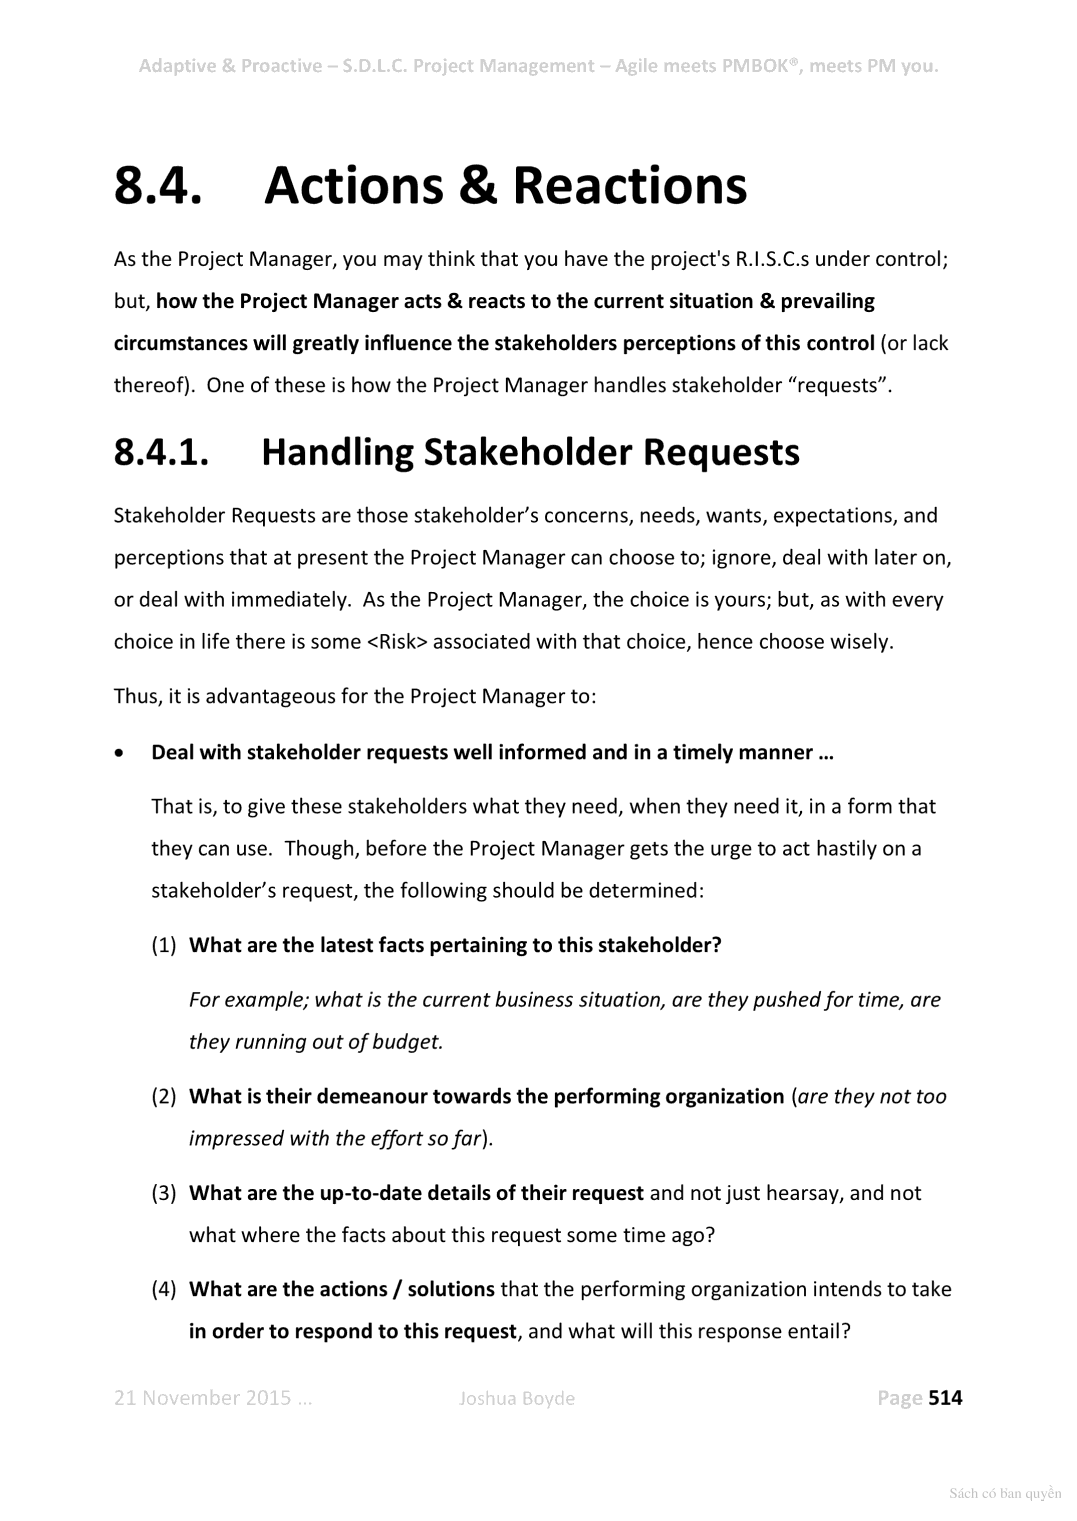 Adaptive & Proactive – S.D.L.C. Project Management – Agile meets PMBOK®, meets PM you.
8.4. Actions & Reactions
As the Project Manager, you may think that you have the project's R.I.S.C.s under control;
but, how the Project Manager acts & reacts to the current situation & prevailing
circumstances will greatly influence the stakeholders perceptions of this control (or lack
thereof).  One of these is how the Project Manager handles stakeholder “requests”.
8.4.1. Handling Stakeholder Requests
Stakeholder Requests are those stakeholder’s concerns, needs, wants, expectations, and
perceptions that at present the Project Manager can choose to; ignore, deal with later on,
or deal with immediately.  As the Project Manager, the choice is yours; but, as with every
choice in life there is some <Risk> associated with that choice, hence choose wisely.
Thus, it is advantageous for the Project Manager to:
• Deal with stakeholder requests well informed and in a timely manner …
That is, to give these stakeholders what they need, when they need it, in a form that
they can use.  Though, before the Project Manager gets the urge to act hastily on a
stakeholder’s request, the following should be determined:
(1) What are the latest facts pertaining to this stakeholder?
For example; what is the current business situation, are they pushed for time, are
they running out of budget.
(2) What is their demeanour towards the performing organization (are they not too
impressed with the effort so far).
(3) What are the up-to-date details of their request and not just hearsay, and not
what where the facts about this request some time ago?
(4) What are the actions / solutions that the performing organization intends to take
in order to respond to this request, and what will this response entail?
21 November 2015 … Joshua Boyde Page 514
Sách có bản quyền